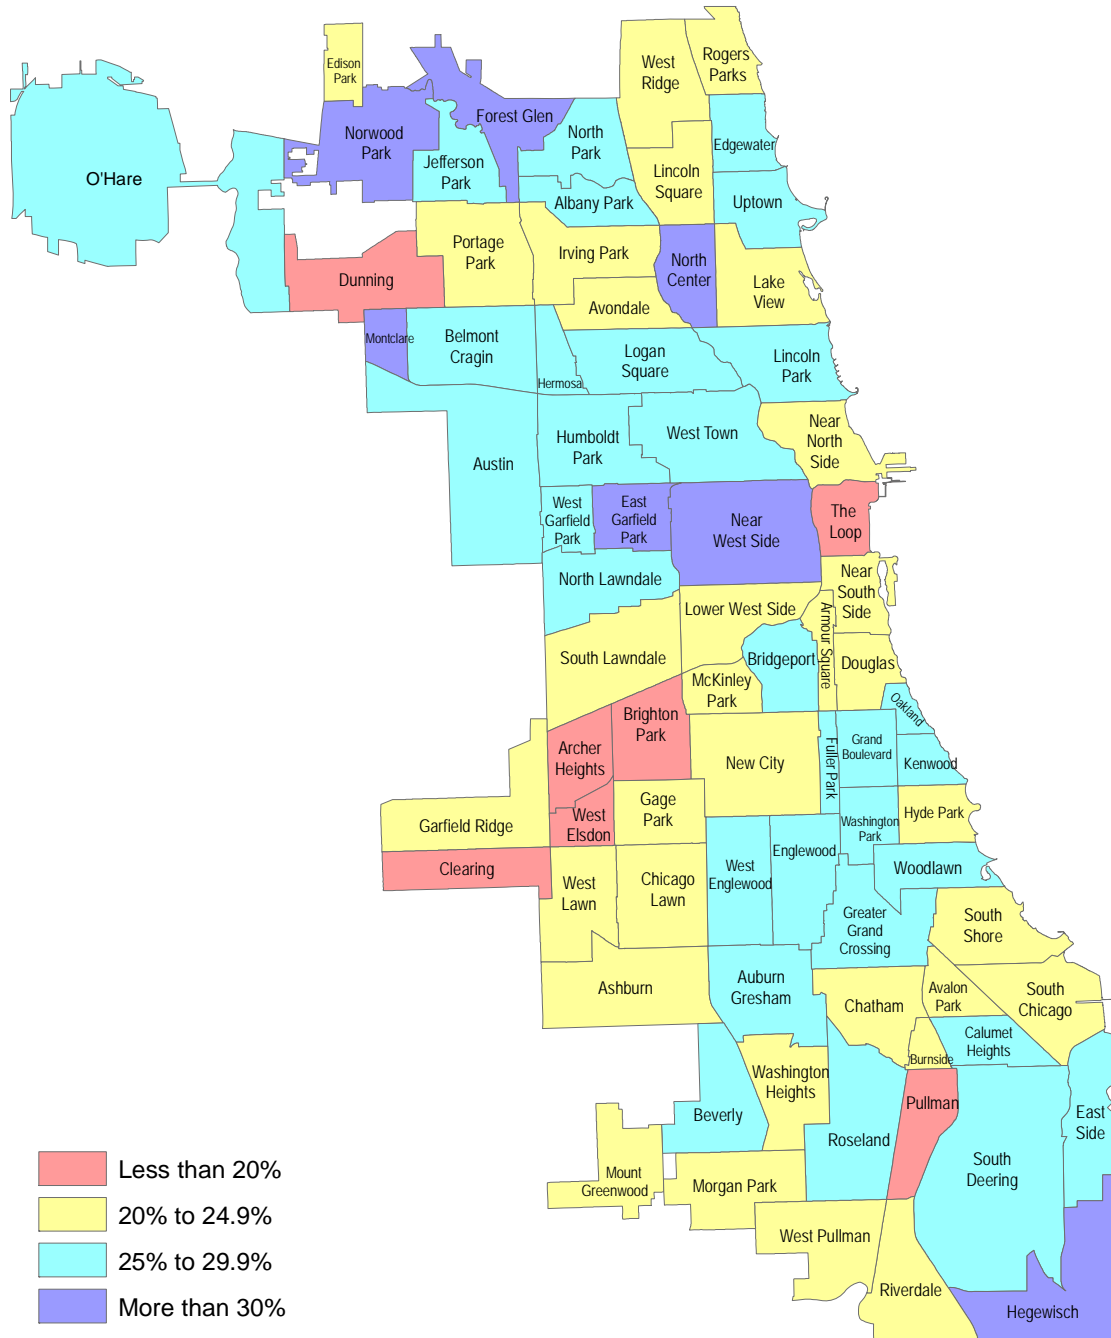 Edison
Park
West
Ridge
Rogers
Parks
Forest Glen
Norwood
Park
North
Park
Jefferson
Park
Edgewater
O'Hare
Lincoln
Square
Albany Park
Uptown
Portage
Park
Irving Park
North
Center
Dunning
Lake
View
Avondale
Montclare
Belmont
Cragin
Logan
Square
Lincoln
Park
Hermosa
Near
North
Side
Humboldt
Park
West Town
Austin
West
Garfield
Park
East
Garfield
Park
Near
West Side
The
Loop
North Lawndale
Near
South
Side
Lower West Side
Armour Square
South Lawndale
Bridgeport
Douglas
McKinley
Park
Oakland
Brighton
Park
Archer
Heights
Fuller Park
Grand
Boulevard
New City
Kenwood
Garfield Ridge
West
Elsdon
Gage
Park
Washington
Park
Hyde Park
Clearing
West
Lawn
Chicago
Lawn
West
Englewood
Englewood
Woodlawn
Greater
Grand
Crossing
South
Shore
Ashburn
Auburn
Gresham
Chatham
Avalon
Park
South
Chicago
Calumet
Heights
Burnside
Washington
Heights
Beverly
Pullman
East
Side
Roseland
South
Deering
Mount
Greenwood
Morgan Park
West Pullman
Riverdale
Hegewisch
Less than 20%
20% to 24.9%
25% to 29.9%
More than 30%